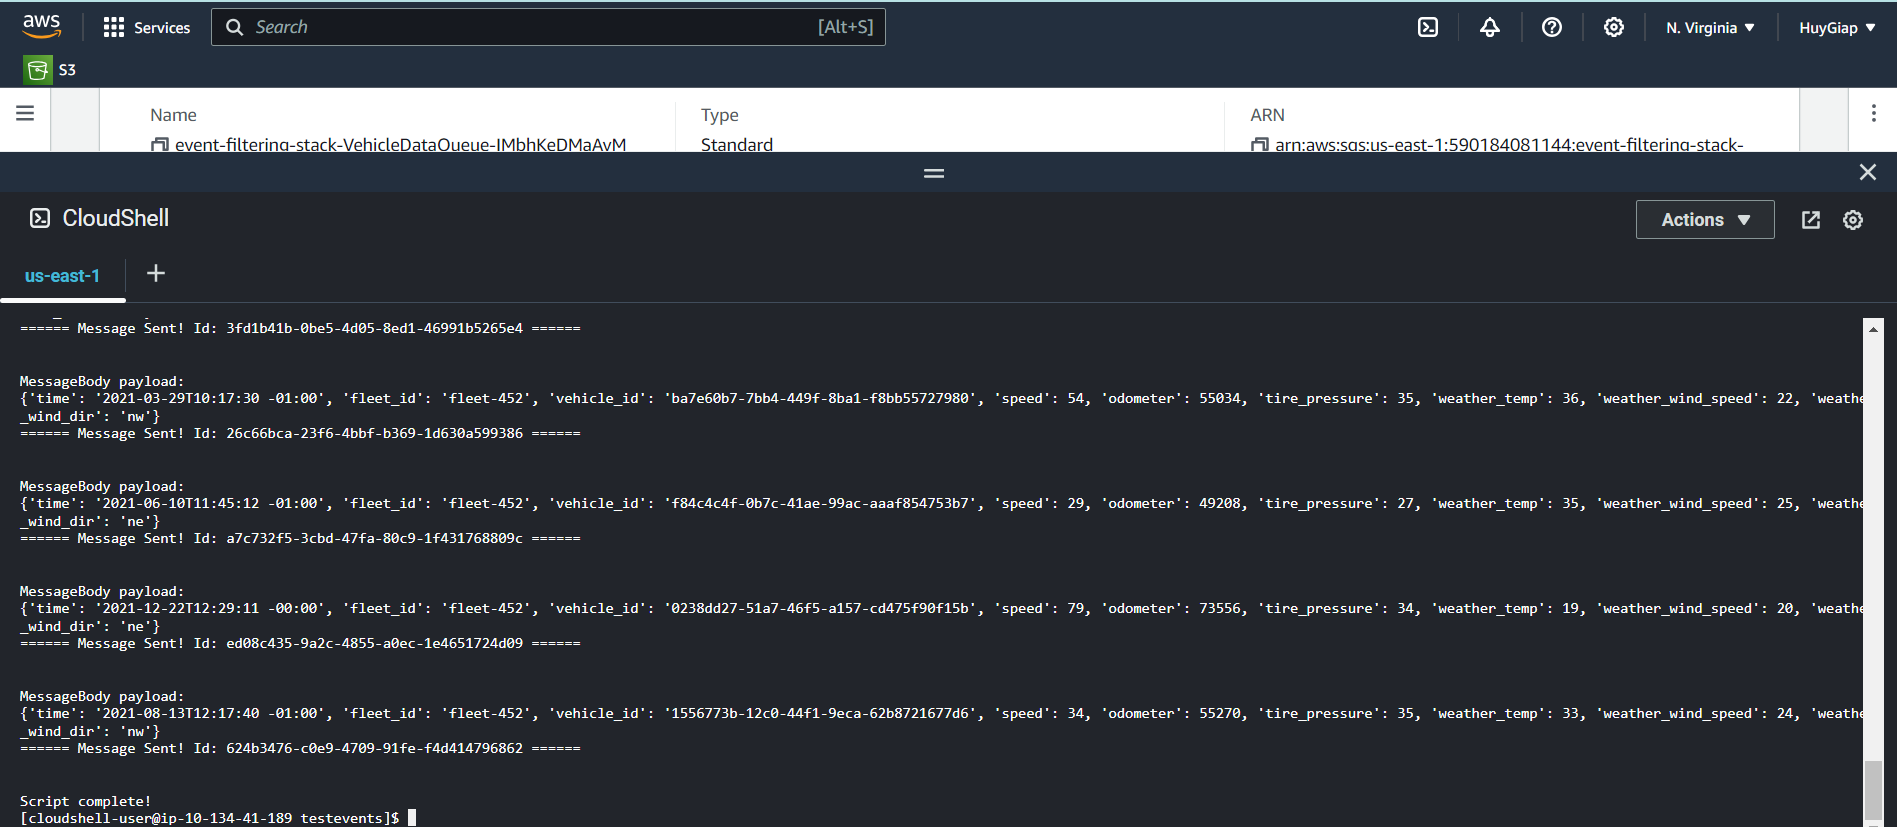 aws Services Search [Alt+S] N. Virginia HuyGiap
S3
Name Type ARN
event-filtering-stack-VehicleDataQueue-IMbhKeDMaAvM Standard arn:aws:sqs:us-east-1:590184081144:event-filtering-stack-
CloudShell Actions
us-east-1 +
====== Message Sent! Id: 3fd1b41b-0be5-4d05-8ed1-46991b5265e4 ======
MessageBody payload:
{'time': '2021-03-29T10:17:30 -01:00', 'fleet_id': 'fleet-452', 'vehicle_id': 'ba7e60b7-7bb4-449f-8ba1-f8bb55727980', 'speed': 54, 'odometer': 55034, 'tire_pressure': 35, 'weather_temp': 36, 'weather_wind_speed': 22, 'weathe
_wind_dir': 'nw'}
====== Message Sent! Id: 26c66bca-23f6-4bbf-b369-1d630a599386 ======
MessageBody payload:
{'time': '2021-06-10T11:45:12 -01:00', 'fleet_id': 'fleet-452', 'vehicle_id': 'f84c4c4f-0b7c-41ae-99ac-aaaf854753b7', 'speed': 29, 'odometer': 49208, 'tire_pressure': 27, 'weather_temp': 35, 'weather_wind_speed': 25, 'weathe
_wind_dir': 'ne'}
====== Message Sent! Id: a7c732f5-3cbd-47fa-80c9-1f431768809c ======
MessageBody payload:
{'time': '2021-12-22T12:29:11 -00:00', 'fleet_id': 'fleet-452', 'vehicle_id': '0238dd27-51a7-46f5-a157-cd475f90f15b', 'speed': 79, 'odometer': 73556, 'tire_pressure': 34, 'weather_temp': 19, 'weather_wind_speed': 20, 'weathe
_wind_dir': 'ne'}
====== Message Sent! Id: ed08c435-9a2c-4855-a0ec-1e4651724d09 ======
MessageBody payload:
{'time': '2021-08-13T12:17:40 -01:00', 'fleet_id': 'fleet-452', 'vehicle_id': '1556773b-12c0-44f1-9eca-62b8721677d6', 'speed': 34, 'odometer': 55270, 'tire_pressure': 35, 'weather_temp': 33, 'weather_wind_speed': 24, 'weathe
_wind_dir': 'nw'}
====== Message Sent! Id: 624b3476-c0e9-4709-91fe-f4d414796862 ======
Script complete!
[cloudshell-user@ip-10-134-41-189 testevents]$